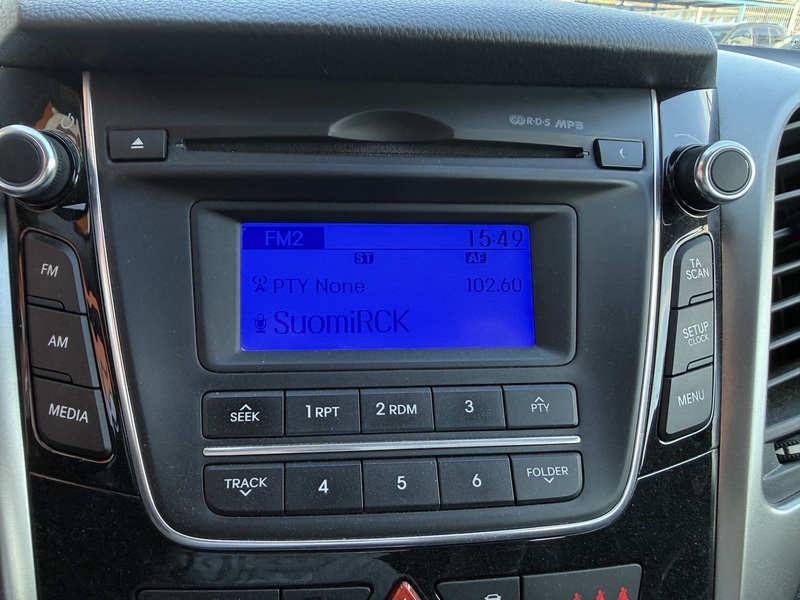 R·D·S MP3
FM2 15:49
ST AF
PTY None 102.60
SuomiRCK
FM
AM
MEDIA
TA
SCAN
SETUP
CLOCK
MENU
SEEK 1 RPT 2 RDM 3 PTY
TRACK 4 5 6 FOLDER